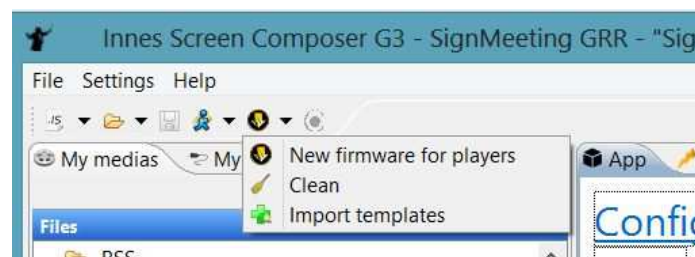 Innes Screen Composer G3 - SignMeeting GRR - "Sig
File Settings Help
My medias My App
New firmware for players
Clean
Import templates
Files
Confi
RSS